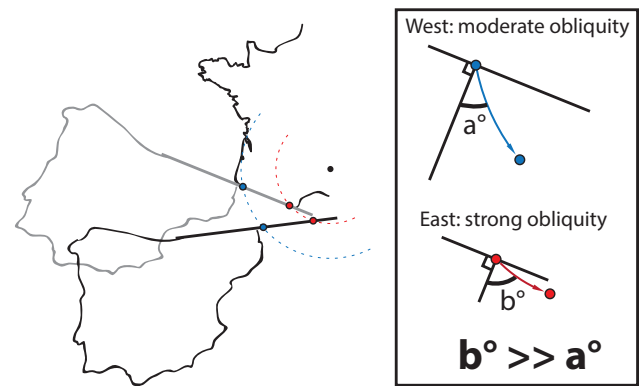 West: moderate obliquity
a°
East: strong obliquity
b°
b° >> a°